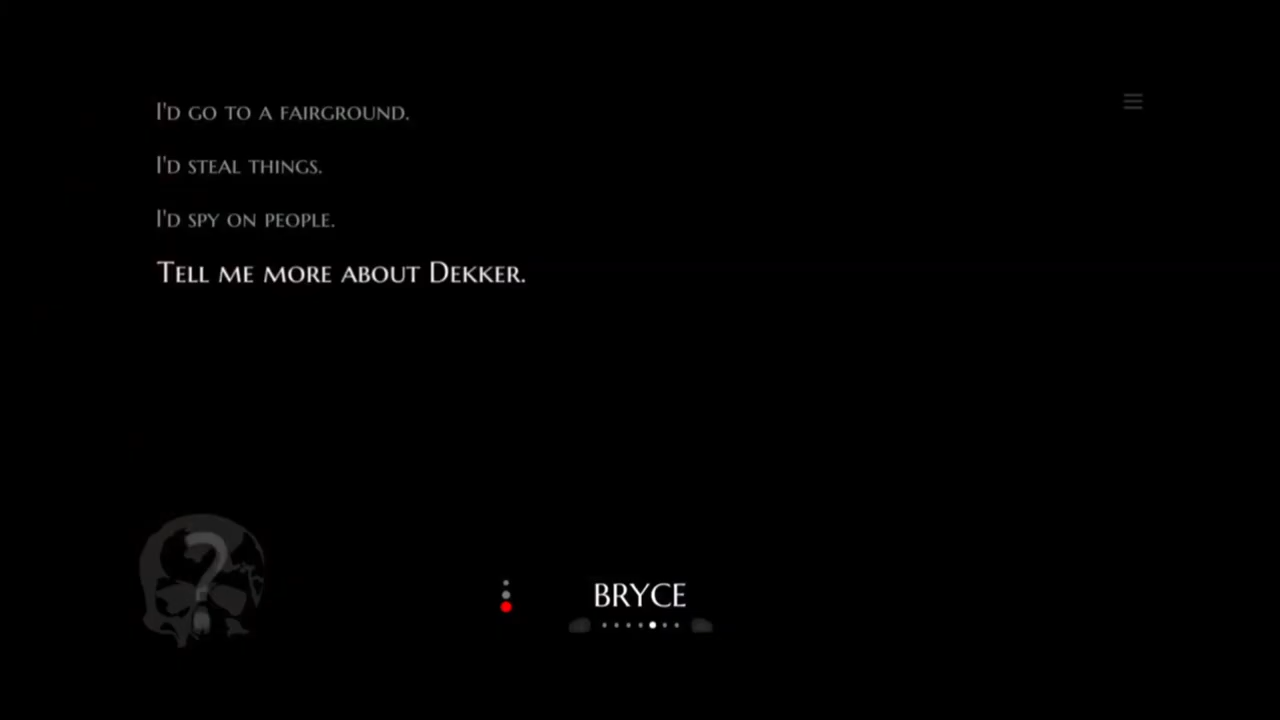 I'd go to a fairground.
I'd steal things.
I'd spy on people.
Tell me more about Dekker.
?
BRYCE